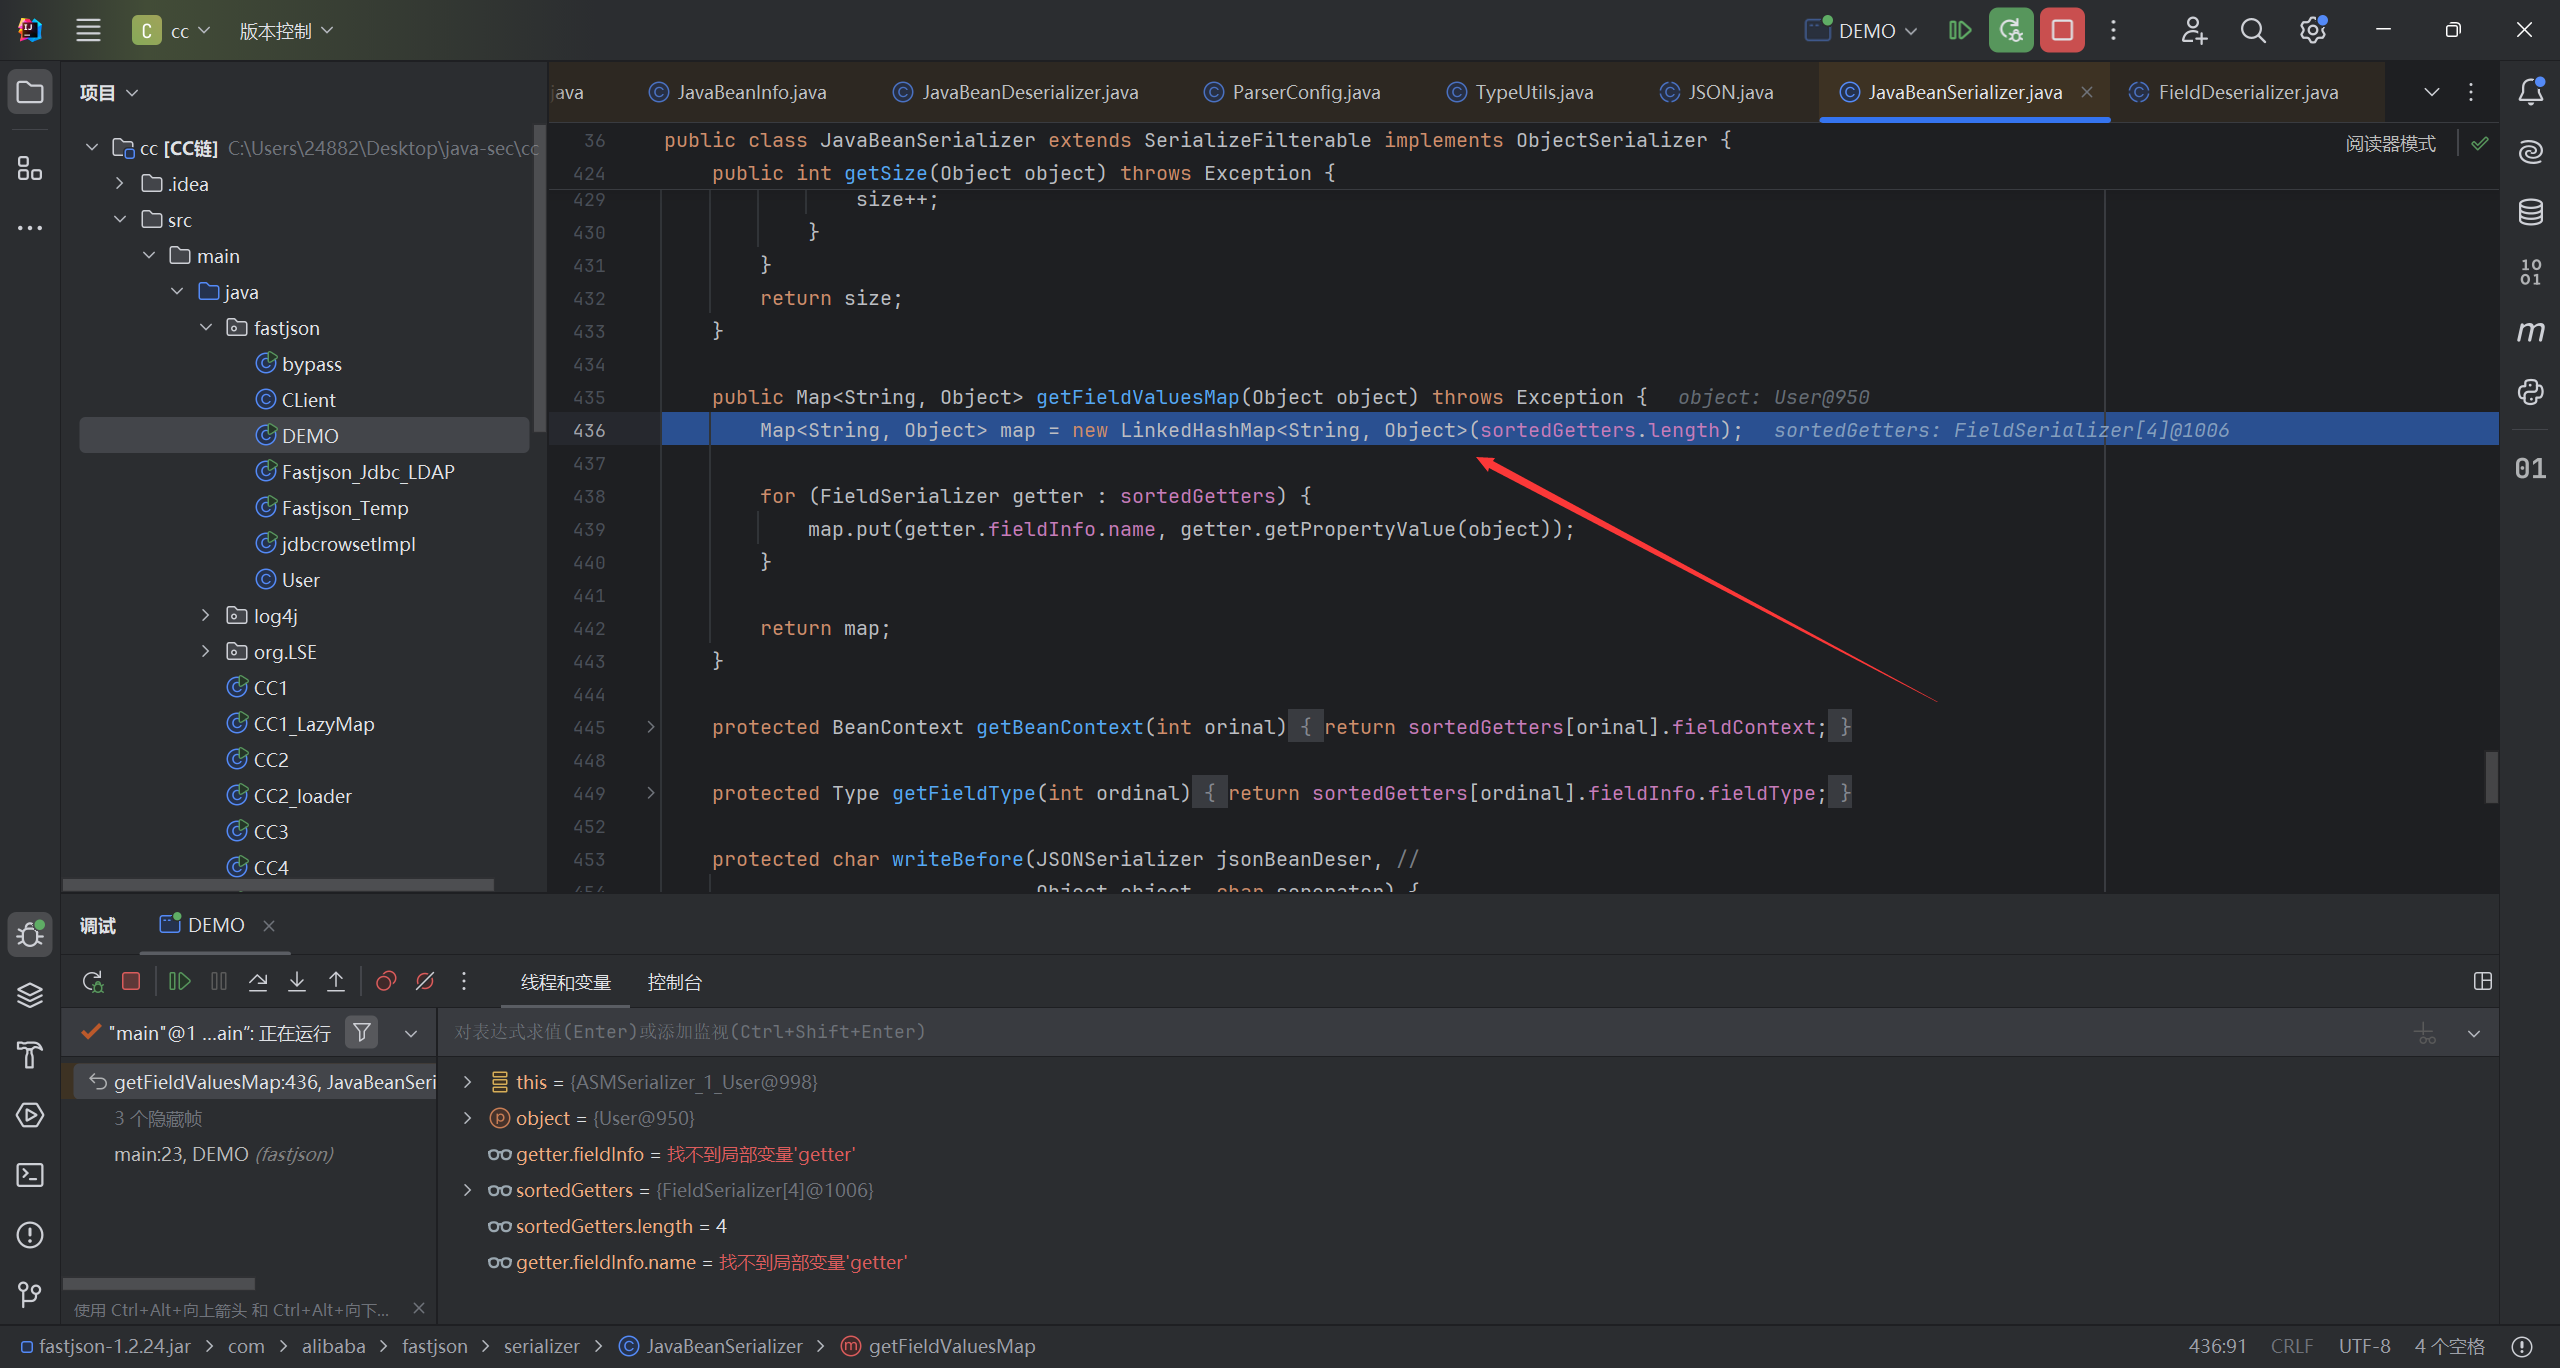 C cc 版本控制 DEMO
项目
java JavaBeanInfo.java JavaBeanDeserializer.java ParserConfig.java TypeUtils.java JSON.java JavaBeanSerializer.java FieldDeserializer.java
cc [CC链] C:\Users\24882\Desktop\java-sec\cc
.idea
src
main
java
fastjson
bypass
CLient
DEMO
Fastjson_Jdbc_LDAP
Fastjson_Temp
jdbcrowsetImpl
User
log4j
org.LSE
CC1
CC1_LazyMap
CC2
CC2_loader
CC3
CC4
阅读器模式
36 public class JavaBeanSerializer extends SerializeFilterable implements ObjectSerializer {
424 public int getSize(Object object) throws Exception {
429 size++;
430 }
431 }
432 return size;
433 }
434
435 public Map<String, Object> getFieldValuesMap(Object object) throws Exception { object: User@950
436 Map<String, Object> map = new LinkedHashMap<String, Object>(sortedGetters.length); sortedGetters: FieldSerializer[4]@1006
437
438 for (FieldSerializer getter : sortedGetters) {
439 map.put(getter.fieldInfo.name, getter.getPropertyValue(object));
440 }
441
442 return map;
443 }
444
445 protected BeanContext getBeanContext(int orinal) { return sortedGetters[orinal].fieldContext; }
448
449 protected Type getFieldType(int ordinal) { return sortedGetters[ordinal].fieldInfo.fieldType; }
452
453 protected char writeBefore(JSONSerializer jsonBeanDeser, //
454 Object object, char seperator) {
10
01
m
01
调试 DEMO
线程和变量 控制台
"main"@1 ...ain": 正在运行
对表达式求值(Enter)或添加监视(Ctrl+Shift+Enter)
getFieldValuesMap:436, JavaBeanSeri
3 个隐藏帧
main:23, DEMO (fastjson)
this = {ASMSerializer_1_User@998}
object = {User@950}
getter.fieldInfo = 找不到局部变量'getter'
sortedGetters = {FieldSerializer[4]@1006}
sortedGetters.length = 4
getter.fieldInfo.name = 找不到局部变量'getter'
使用 Ctrl+Alt+向上箭头 和 Ctrl+Alt+向下...
fastjson-1.2.24.jar com alibaba fastjson serializer JavaBeanSerializer getFieldValuesMap 436:91 CRLF UTF-8 4 个空格